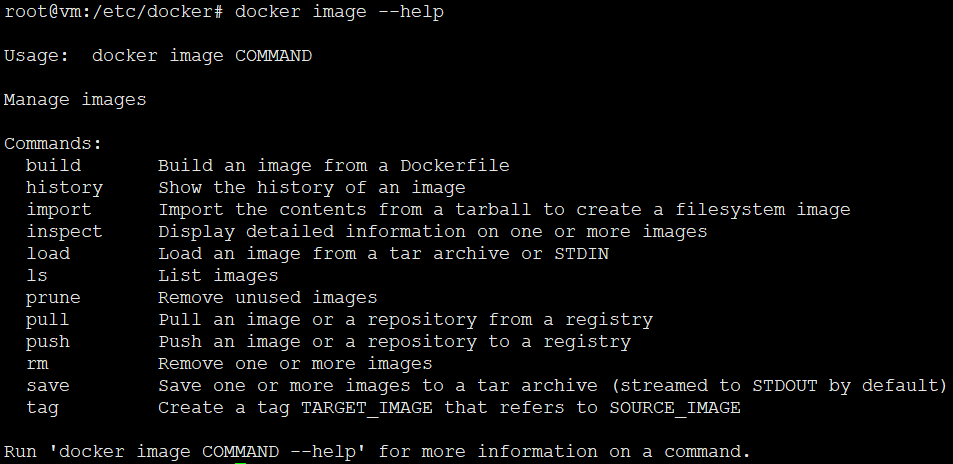 root@vm:/etc/docker# docker image --help
Usage:  docker image COMMAND
Manage images
Commands:
  build       Build an image from a Dockerfile
  history     Show the history of an image
  import      Import the contents from a tarball to create a filesystem image
  inspect     Display detailed information on one or more images
  load        Load an image from a tar archive or STDIN
  ls          List images
  prune       Remove unused images
  pull        Pull an image or a repository from a registry
  push        Push an image or a repository to a registry
  rm          Remove one or more images
  save        Save one or more images to a tar archive (streamed to STDOUT by default)
  tag         Create a tag TARGET_IMAGE that refers to SOURCE_IMAGE
Run 'docker image COMMAND --help' for more information on a command.